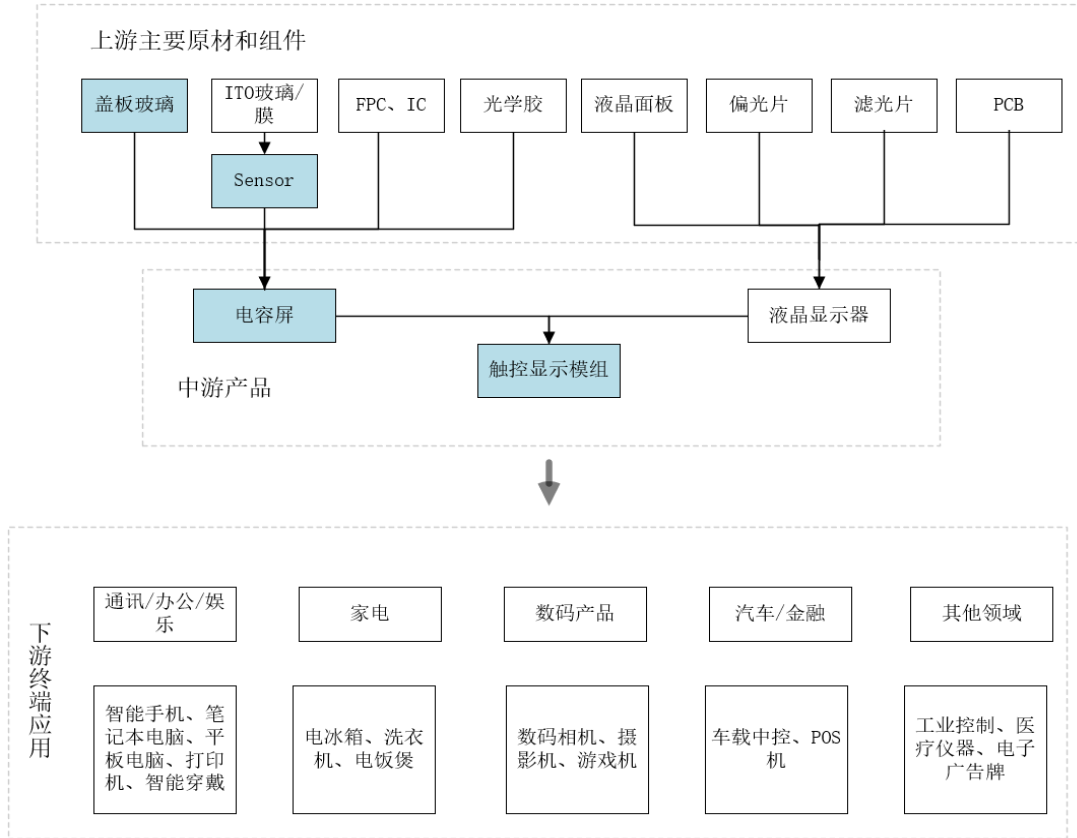 上游主要原材和组件
盖板玻璃
ITO玻璃/
膜
FPC、IC
光学胶
液晶面板
偏光片
滤光片
PCB
Sensor
电容屏
液晶显示器
触控显示模组
中游产品
下游终端应用
通讯/办公/娱
乐
家电
数码产品
汽车/金融
其他领域
智能手机、笔
记本电脑、平
板电脑、打印
机、智能穿戴
电冰箱、洗衣
机、电饭煲
数码相机、摄
影机、游戏机
车载中控、POS
机
工业控制、医
疗仪器、电子
广告牌